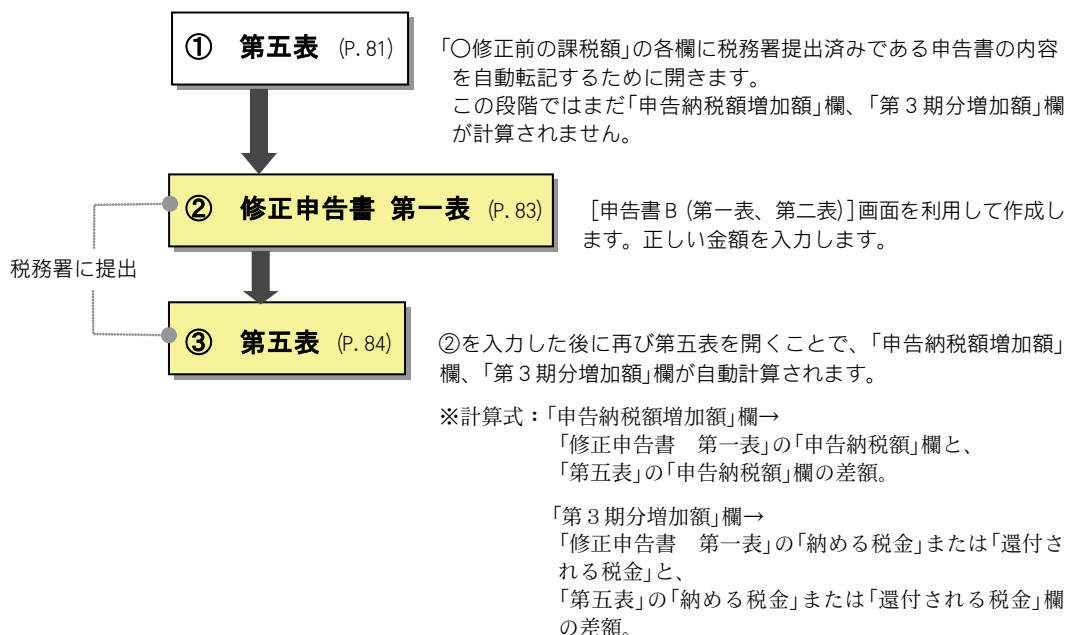 ① 第五表 (P.81)
「○修正前の課税額」の各欄に税務署提出済みである申告書の内容
を自動転記するために開きます。
この段階ではまだ「申告納税額増加額」欄、「第３期分増加額」欄
が計算されません。
② 修正申告書 第一表 (P.83)
［申告書Ｂ（第一表、第二表）］画面を利用して作成し
ます。正しい金額を入力します。
税務署に提出
③ 第五表 (P.84)
②を入力した後に再び第五表を開くことで、「申告納税額増加額」
欄、「第３期分増加額」欄が自動計算されます。
※計算式：「申告納税額増加額」欄→
「修正申告書　第一表」の「申告納税額」欄と、
「第五表」の「申告納税額」欄の差額。
「第３期分増加額」欄→
「修正申告書　第一表」の「納める税金」または「還付さ
れる税金」と、
「第五表」の「納める税金」または「還付される税金」欄
の差額。